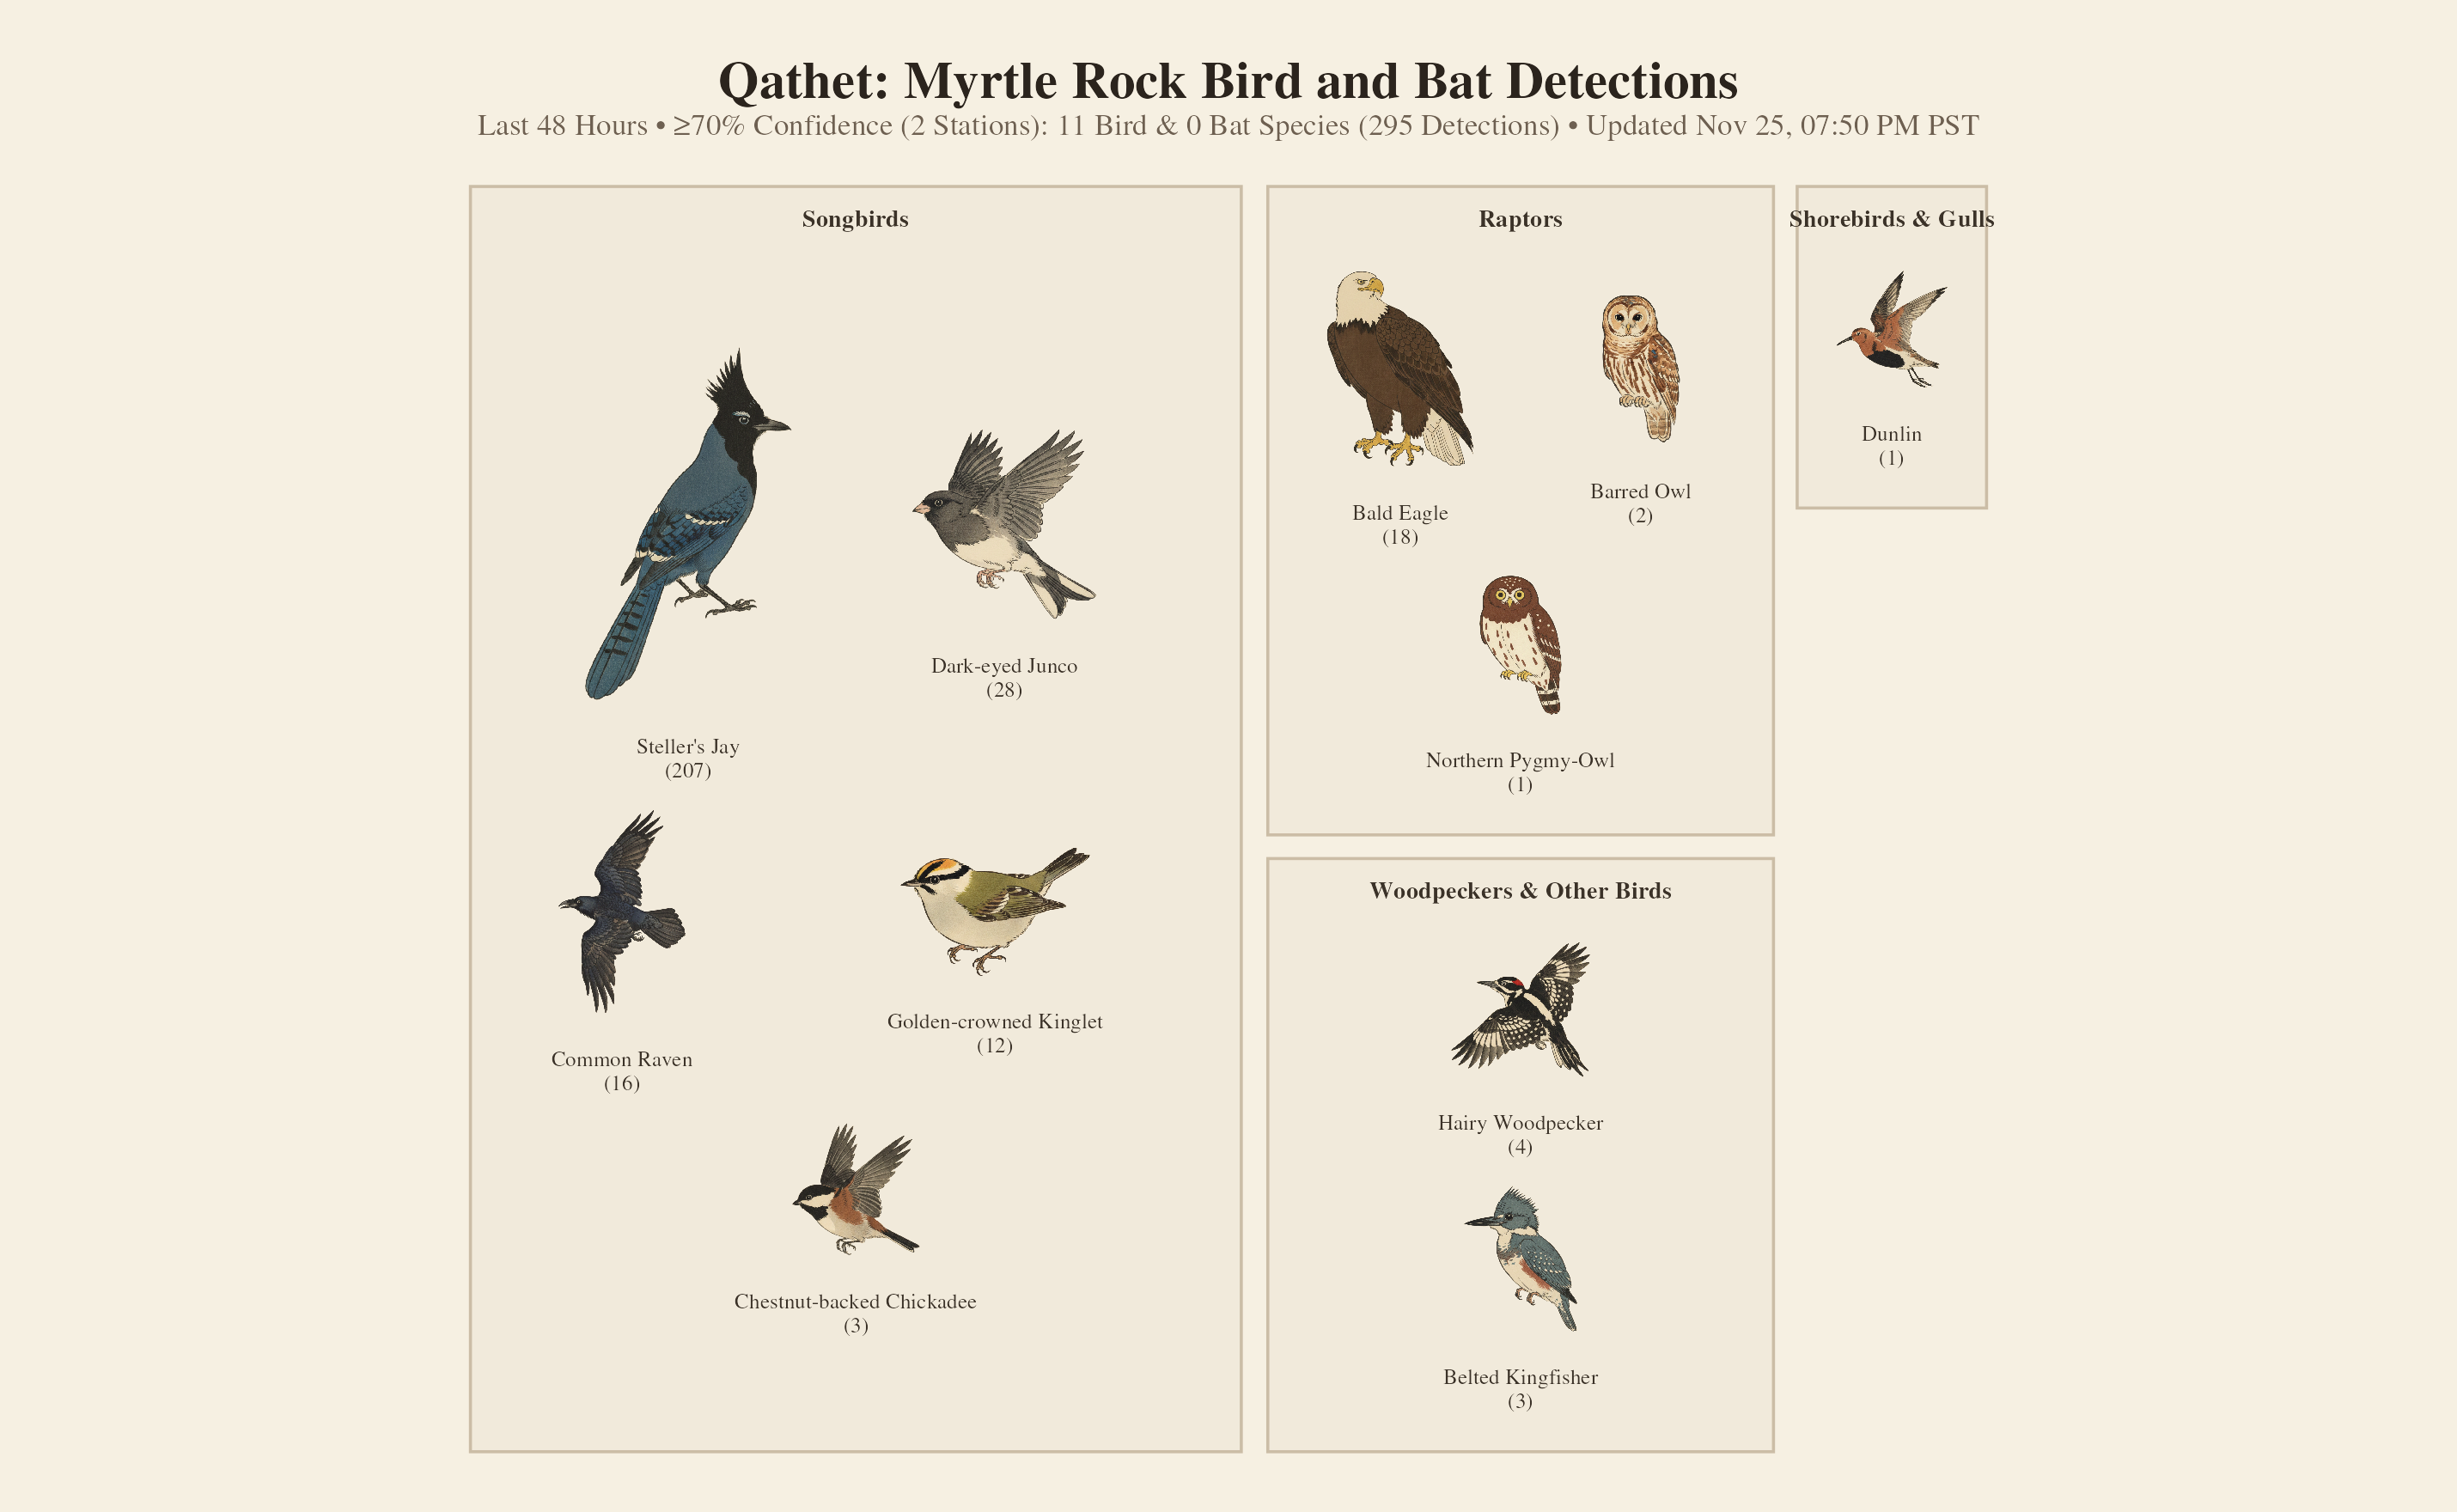 Qathet: Myrtle Rock Bird and Bat Detections
Last 48 Hours • ≥70% Confidence (2 Stations): 11 Bird & 0 Bat Species (295 Detections) • Updated Nov 25, 07:50 PM PST
Songbirds
Steller's Jay
(207)
Dark-eyed Junco
(28)
Common Raven
(16)
Golden-crowned Kinglet
(12)
Chestnut-backed Chickadee
(3)
Raptors
Bald Eagle
(18)
Barred Owl
(2)
Northern Pygmy-Owl
(1)
Woodpeckers & Other Birds
Hairy Woodpecker
(4)
Belted Kingfisher
(3)
Shorebirds & Gulls
Dunlin
(1)